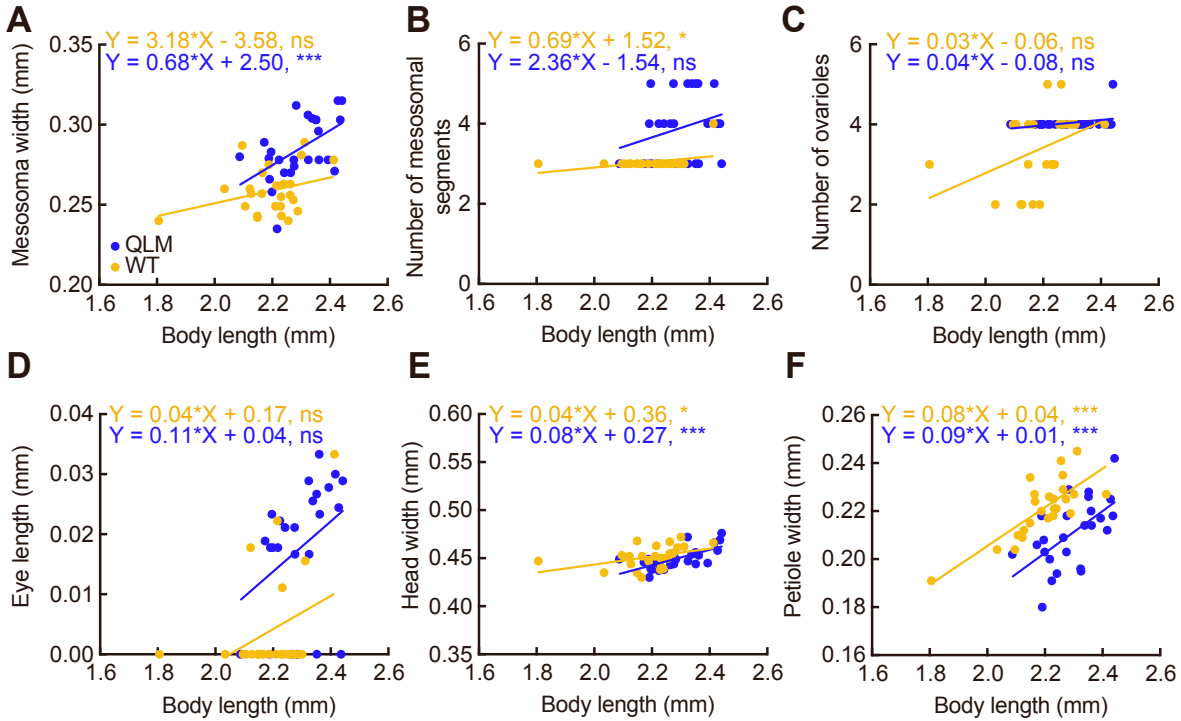 A
Y = 3.18*X - 3.58, ns
Y = 0.68*X + 2.50, ***
Mesosoma width (mm)
0.35
0.30
0.25
0.20
QLM
WT
1.6 1.8 2.0 2.2 2.4 2.6
Body length (mm)
B
Y = 0.69*X + 1.52, *
Y = 2.36*X - 1.54, ns
Number of mesosomal
segments
6
4
2
0
1.6 1.8 2.0 2.2 2.4 2.6
Body length (mm)
C
Y = 0.03*X - 0.06, ns
Y = 0.04*X - 0.08, ns
Number of ovarioles
6
4
2
0
1.6 1.8 2.0 2.2 2.4 2.6
Body length (mm)
D
Y = 0.04*X + 0.17, ns
Y = 0.11*X + 0.04, ns
Eye length (mm)
0.04
0.03
0.02
0.01
0.00
1.6 1.8 2.0 2.2 2.4 2.6
Body length (mm)
E
Y = 0.04*X + 0.36, *
Y = 0.08*X + 0.27, ***
Head width (mm)
0.60
0.55
0.50
0.45
0.40
0.35
1.6 1.8 2.0 2.2 2.4 2.6
Body length (mm)
F
Y = 0.08*X + 0.04, ***
Y = 0.09*X + 0.01, ***
Petiole width (mm)
0.26
0.24
0.22
0.20
0.18
0.16
1.6 1.8 2.0 2.2 2.4 2.6
Body length (mm)